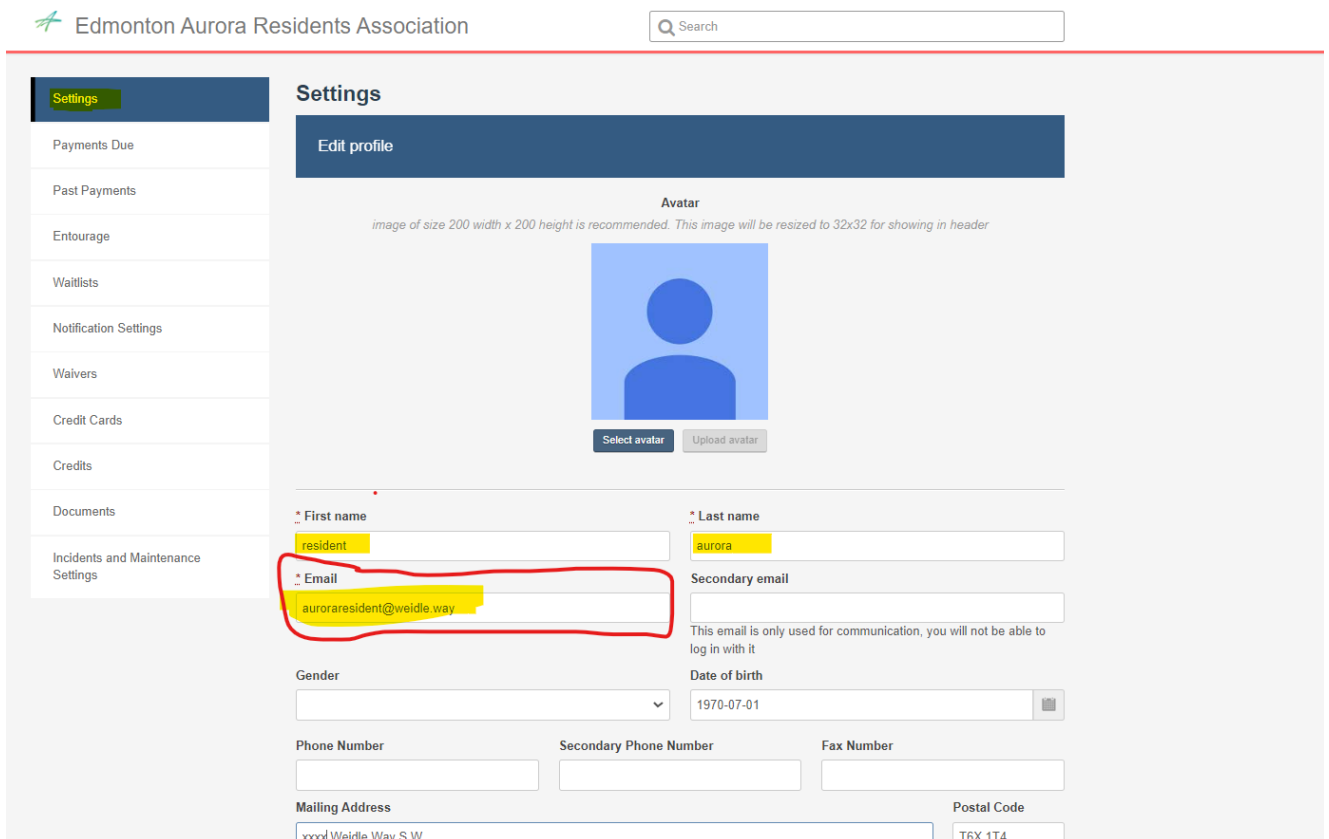 Edmonton Aurora Residents Association
Search
Settings
Payments Due
Past Payments
Entourage
Waitlists
Notification Settings
Waivers
Credit Cards
Credits
Documents
Incidents and Maintenance
Settings
Settings
Edit profile
Avatar
image of size 200 width x 200 height is recommended. This image will be resized to 32x32 for showing in header
Select avatar
Upload avatar
* First name
* Last name
resident
aurora
* Email
Secondary email
auroraresident@weidle.way
This email is only used for communication, you will not be able to
log in with it
Gender
Date of birth
1970-07-01
Phone Number
Secondary Phone Number
Fax Number
Mailing Address
Postal Code
xxxx Weidle Way S.W.
T6X 1T4